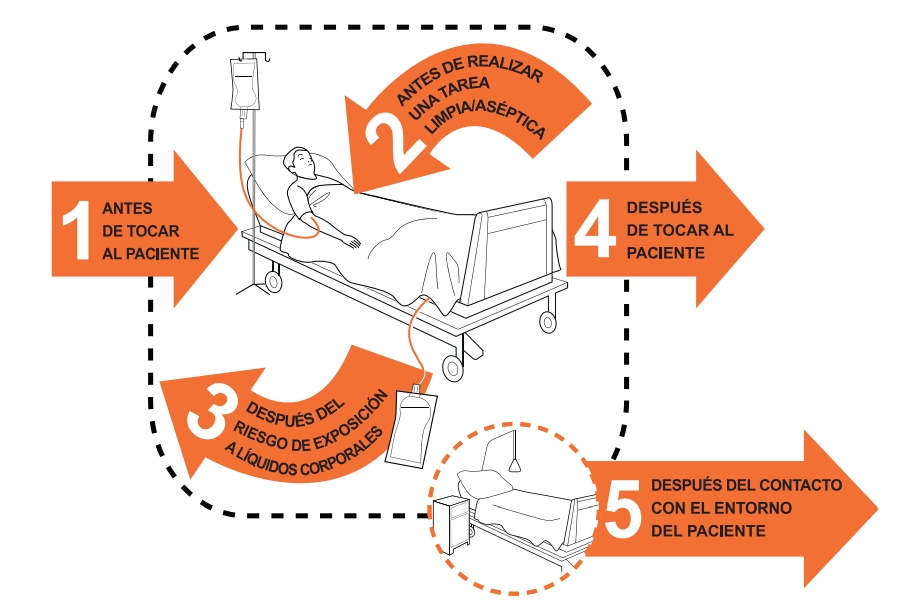 1
ANTES
DE TOCAR
AL PACIENTE
2
ANTES DE REALIZAR
UNA TAREA
LIMPIA/ASÉPTICA
3
DESPUÉS DEL
RIESGO DE EXPOSICIÓN
A LÍQUIDOS CORPORALES
4
DESPUÉS
DE TOCAR AL
PACIENTE
5
DESPUÉS DEL CONTACTO
CON EL ENTORNO
DEL PACIENTE